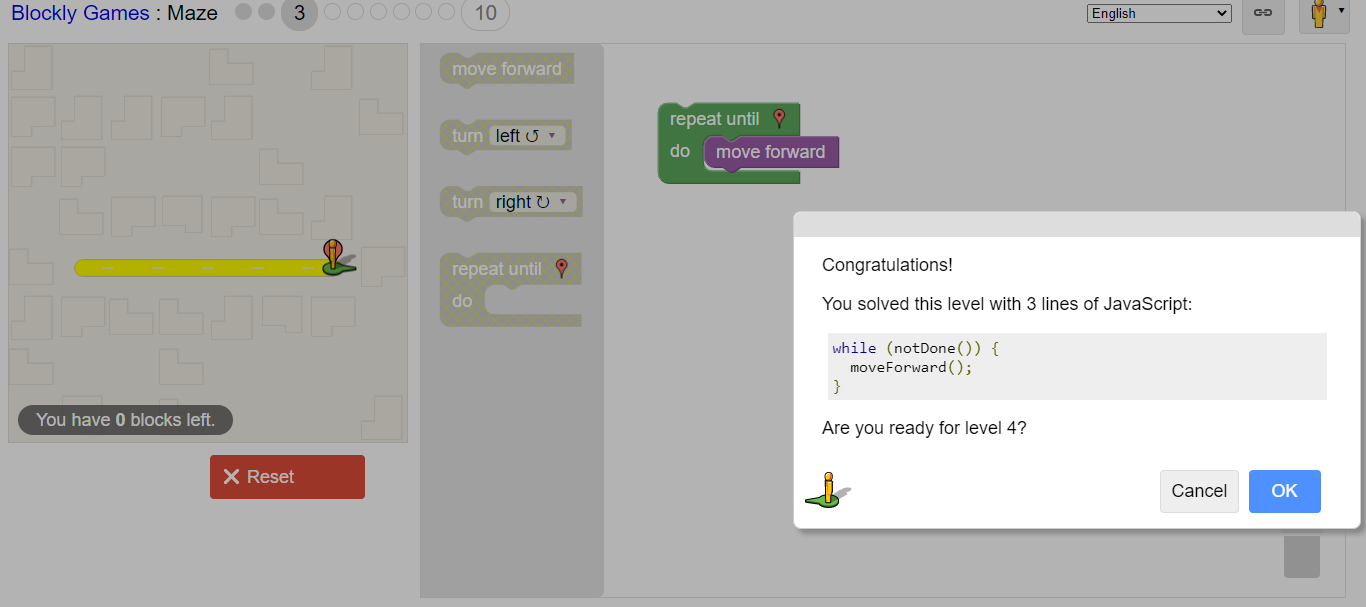 Blockly Games : Maze 3 10 English
move forward
turn left ↺
turn right ↻
repeat until
do
repeat until
do move forward
You have 0 blocks left.
Reset
Congratulations!
You solved this level with 3 lines of JavaScript:
while (notDone()) {
  moveForward();
}
Are you ready for level 4?
Cancel OK